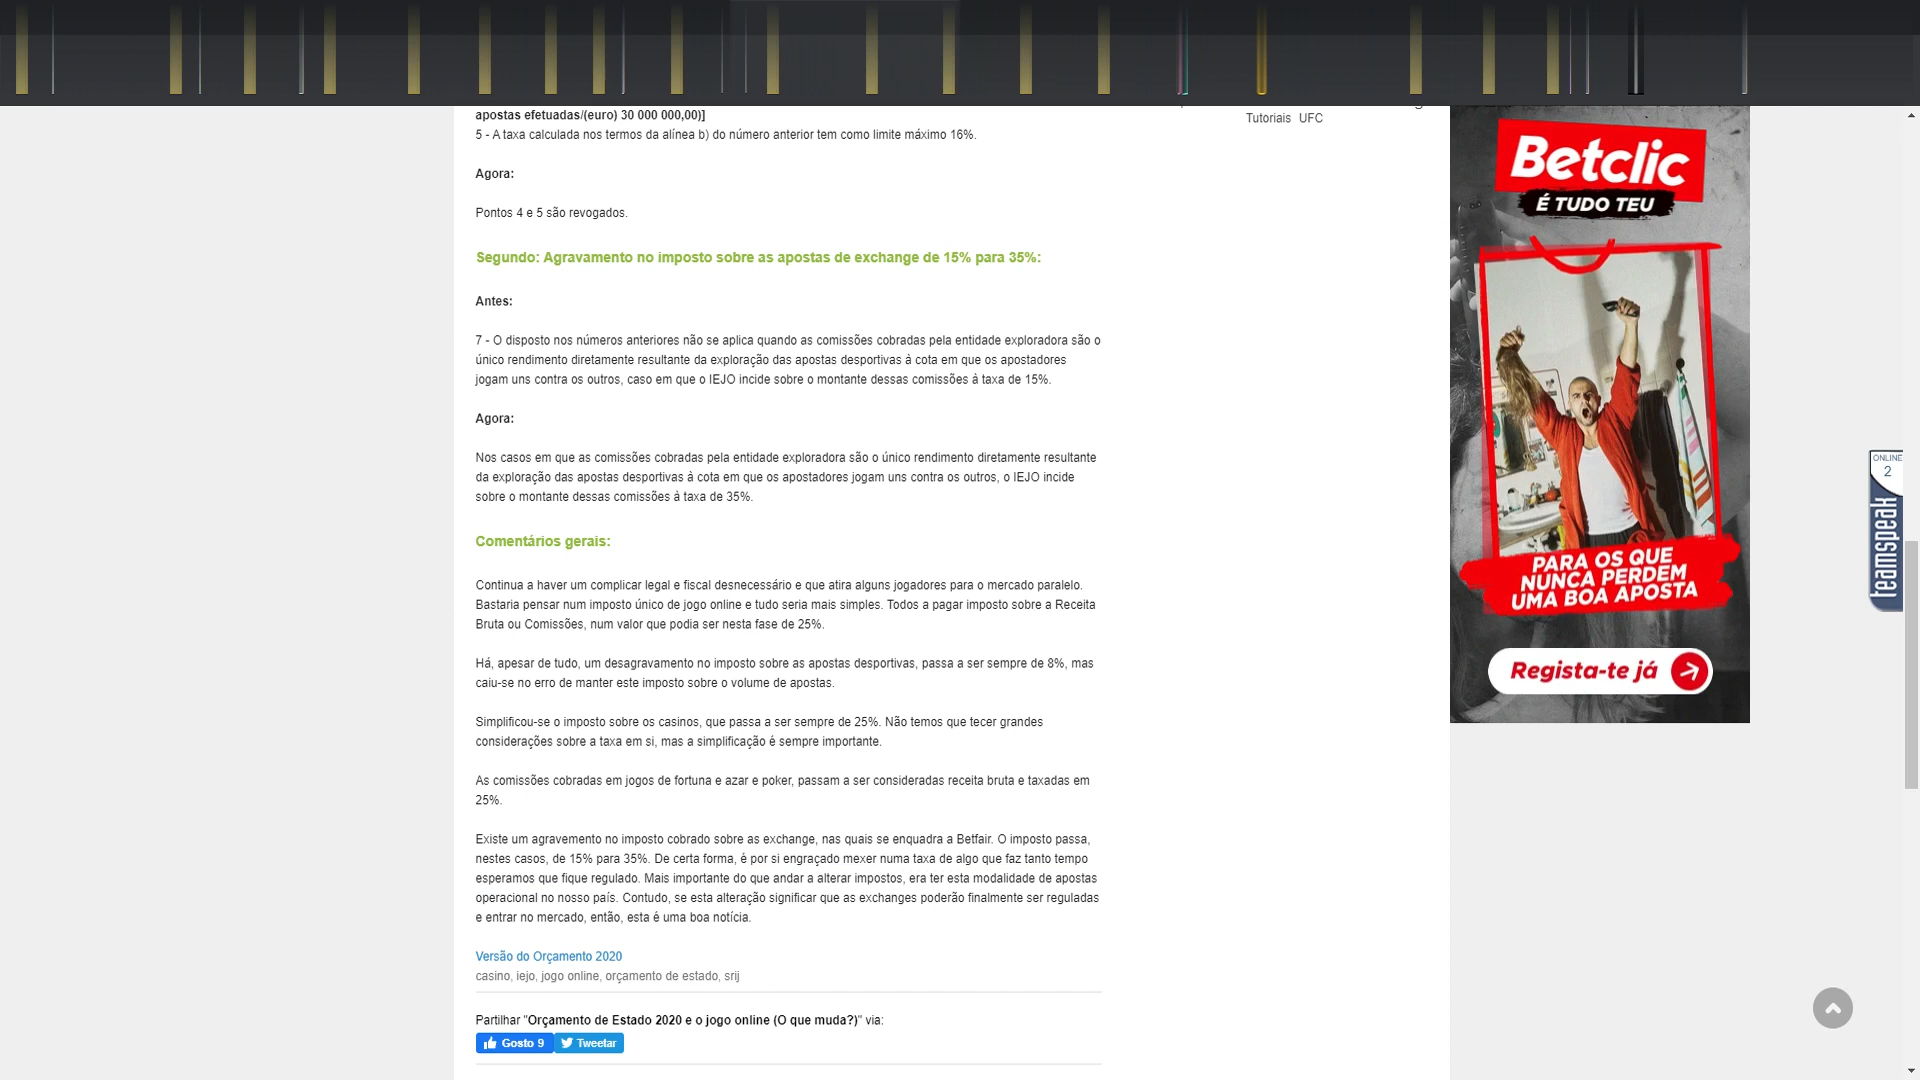 apostas efetuadas/(euro) 30 000 000,00)]
5 - A taxa calculada nos termos da alínea b) do número anterior tem como limite máximo 16%.
Agora:
Pontos 4 e 5 são revogados.
Segundo: Agravamento no imposto sobre as apostas de exchange de 15% para 35%:
Antes:
7 - O disposto nos números anteriores não se aplica quando as comissões cobradas pela entidade exploradora são o
único rendimento diretamente resultante da exploração das apostas desportivas à cota em que os apostadores
jogam uns contra os outros, caso em que o IEJO incide sobre o montante dessas comissões à taxa de 15%.
Agora:
Nos casos em que as comissões cobradas pela entidade exploradora são o único rendimento diretamente resultante
da exploração das apostas desportivas à cota em que os apostadores jogam uns contra os outros, o IEJO incide
sobre o montante dessas comissões à taxa de 35%.
Comentários gerais:
Continua a haver um complicar legal e fiscal desnecessário e que atira alguns jogadores para o mercado paralelo.
Bastaria pensar num imposto único de jogo online e tudo seria mais simples. Todos a pagar imposto sobre a Receita
Bruta ou Comissões, num valor que podia ser nesta fase de 25%.
Há, apesar de tudo, um desagravamento no imposto sobre as apostas desportivas, passa a ser sempre de 8%, mas
caiu-se no erro de manter este imposto sobre o volume de apostas.
Simplificou-se o imposto sobre os casinos, que passa a ser sempre de 25%. Não temos que tecer grandes
considerações sobre a taxa em si, mas a simplificação é sempre importante.
As comissões cobradas em jogos de fortuna e azar e poker, passam a ser consideradas receita bruta e taxadas em
25%.
Existe um agravemento no imposto cobrado sobre as exchange, nas quais se enquadra a Betfair. O imposto passa,
nestes casos, de 15% para 35%. De certa forma, é por si engraçado mexer numa taxa de algo que faz tanto tempo
esperamos que fique regulado. Mais importante do que andar a alterar impostos, era ter esta modalidade de apostas
operacional no nosso país. Contudo, se esta alteração significar que as exchanges poderão finalmente ser reguladas
e entrar no mercado, então, esta é uma boa notícia.
Versão do Orçamento 2020
casino, iejo, jogo online, orçamento de estado, srij
Partilhar "Orçamento de Estado 2020 e o jogo online (O que muda?)" via:
Gosto 9 Tweetar
Tutoriais UFC
Betclic
É TUDO TEU
PARA OS QUE
NUNCA PERDEM
UMA BOA APOSTA
Regista-te já
ONLINE
2
teamspeak